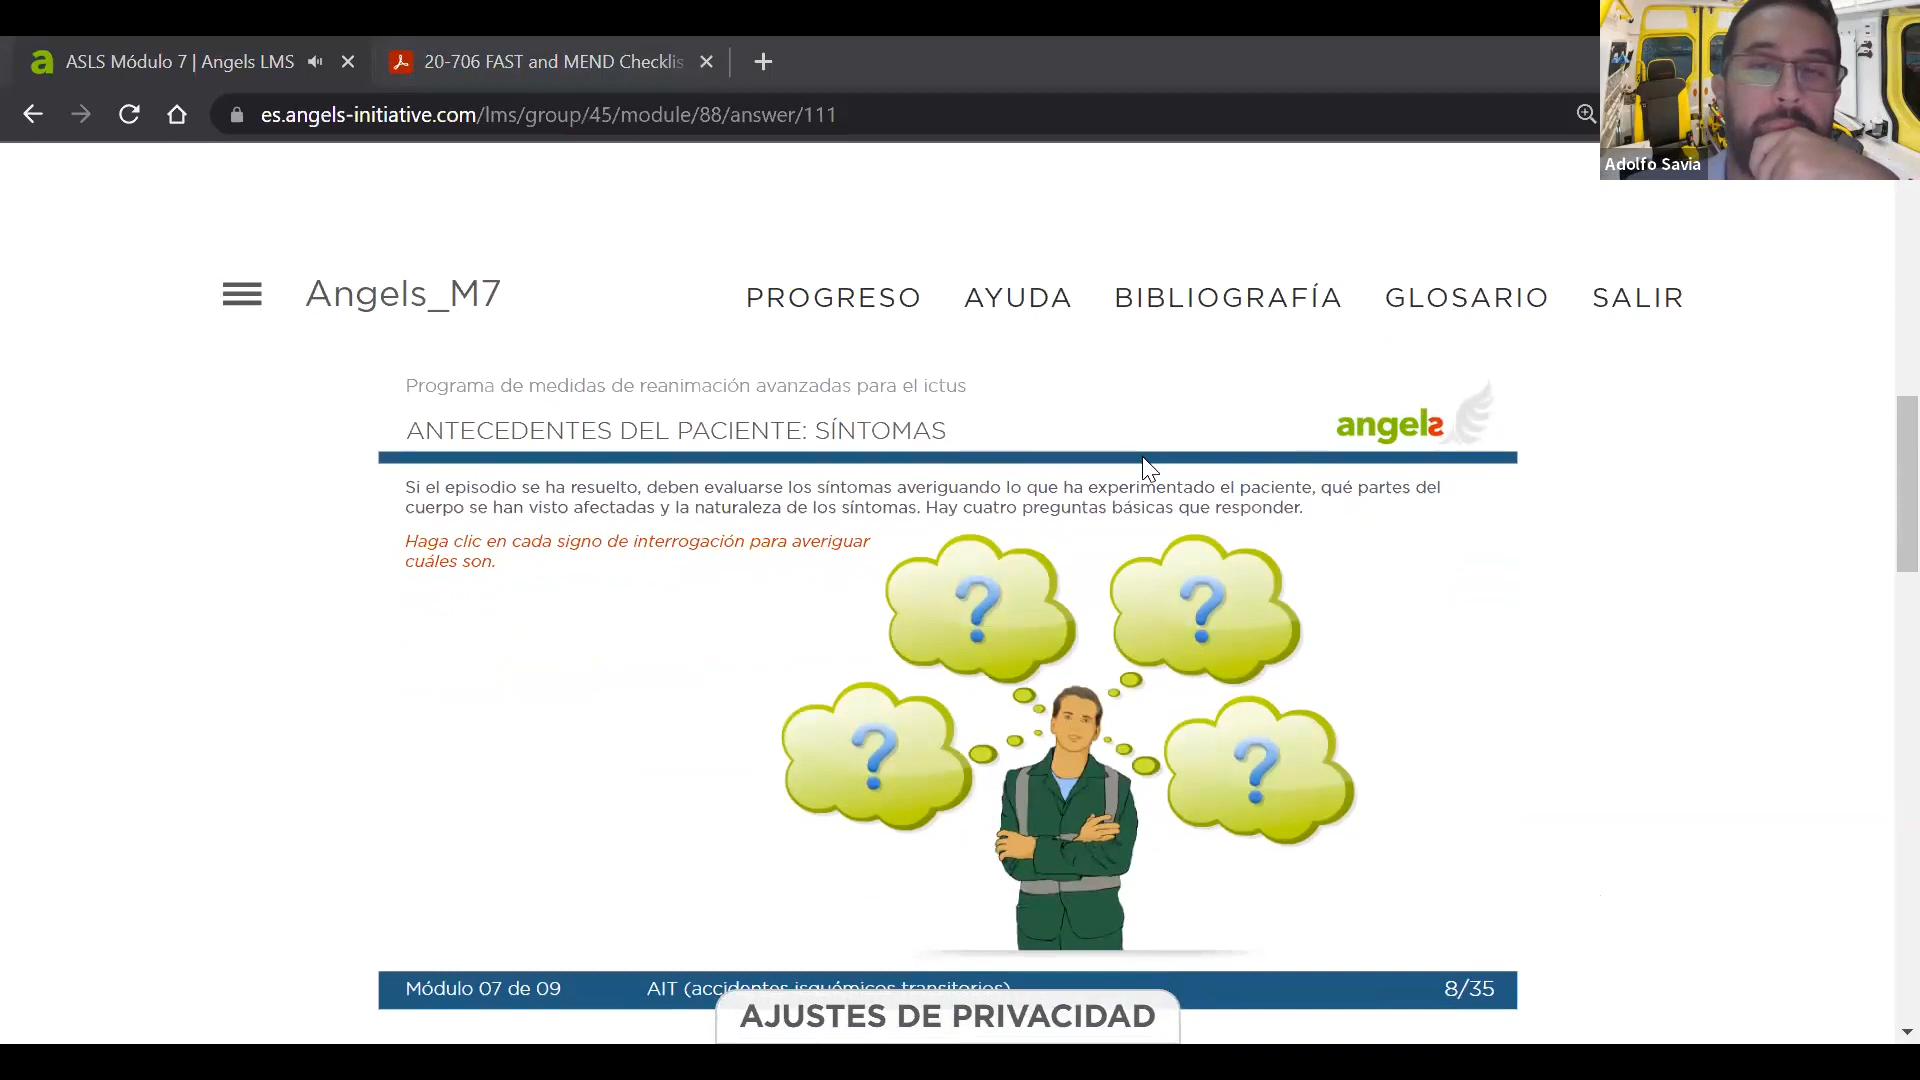 ASLS Módulo 7 | Angels LMS
20-706 FAST and MEND Checklis
es.angels-initiative.com/lms/group/45/module/88/answer/111
Adolfo Savia
Angels_M7
PROGRESO
AYUDA
BIBLIOGRAFÍA
GLOSARIO
SALIR
Programa de medidas de reanimación avanzadas para el ictus
ANTECEDENTES DEL PACIENTE: SÍNTOMAS
angels
Si el episodio se ha resuelto, deben evaluarse los síntomas averiguando lo que ha experimentado el paciente, qué partes del
cuerpo se han visto afectadas y la naturaleza de los síntomas. Hay cuatro preguntas básicas que responder.
Haga clic en cada signo de interrogación para averiguar
cuáles son.
?
?
?
?
Módulo 07 de 09
AIT (accidentes isquémicos transitorios)
8/35
AJUSTES DE PRIVACIDAD